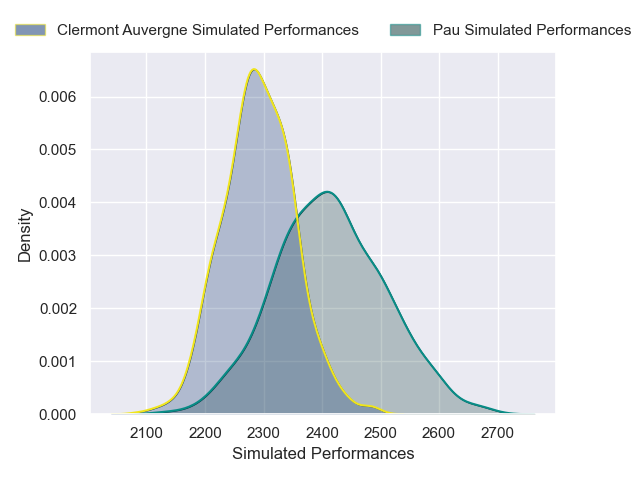 Clermont Auvergne Simulated Performances Pau Simulated Performances
0.006
0.005
0.004
0.003
0.002
0.001
0.000
Density
2100 2200 2300 2400 2500 2600 2700
Simulated Performances